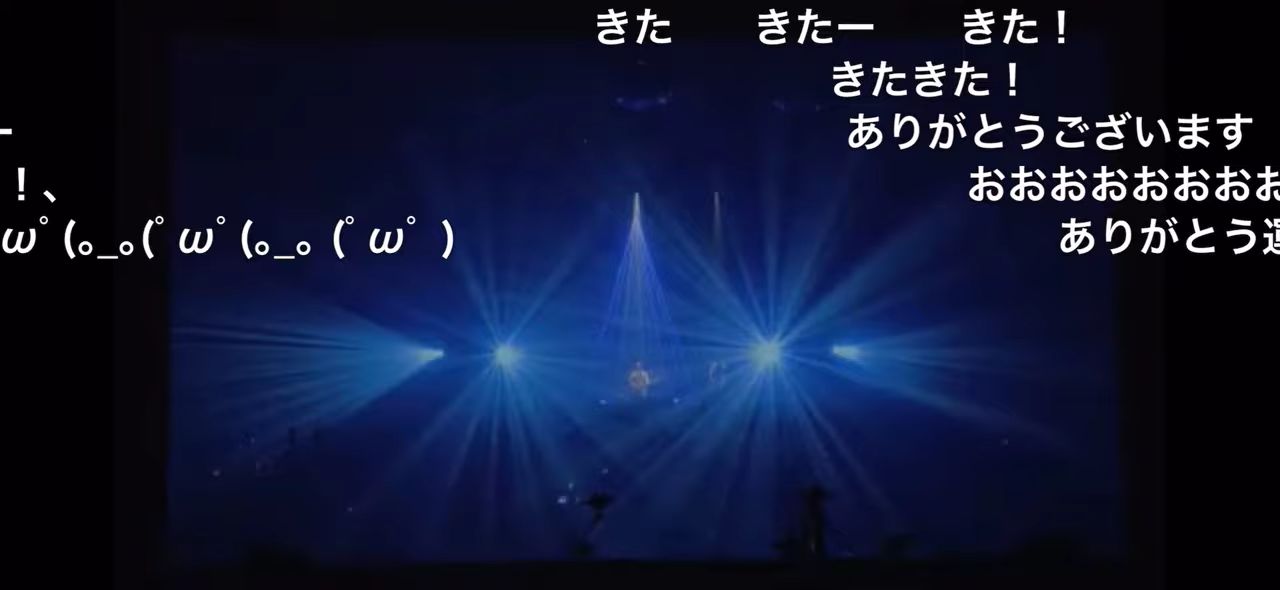 きた きたー きた！
きたきた！
ー ありがとうございます
！、 おおおおおおおお
ω゜(｡_｡(゜ω゜(｡_｡ (゜ω゜ ) ありがとう